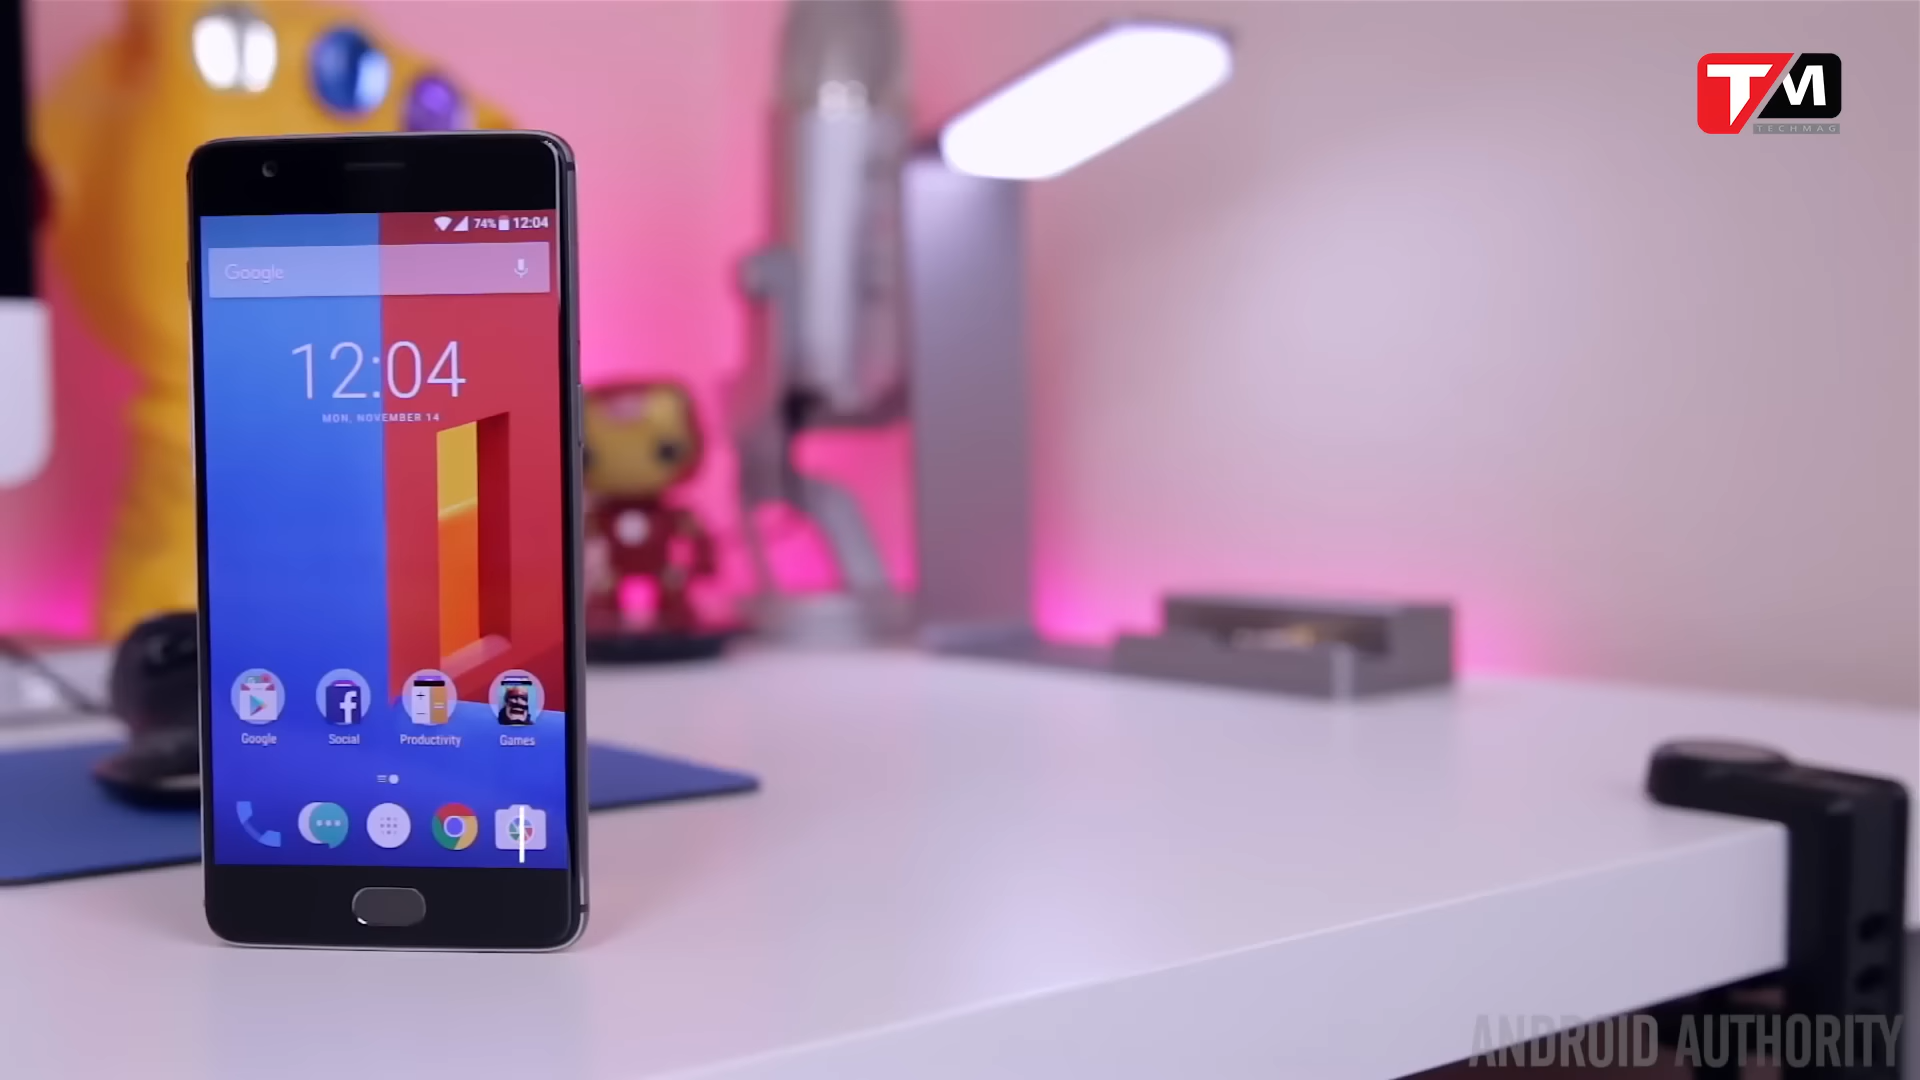 TM
TECHMAG
74% 12:04
Google
12:04
MON, NOVEMBER 14
Google Social Productivity Games
ANDROID AUTHORITY